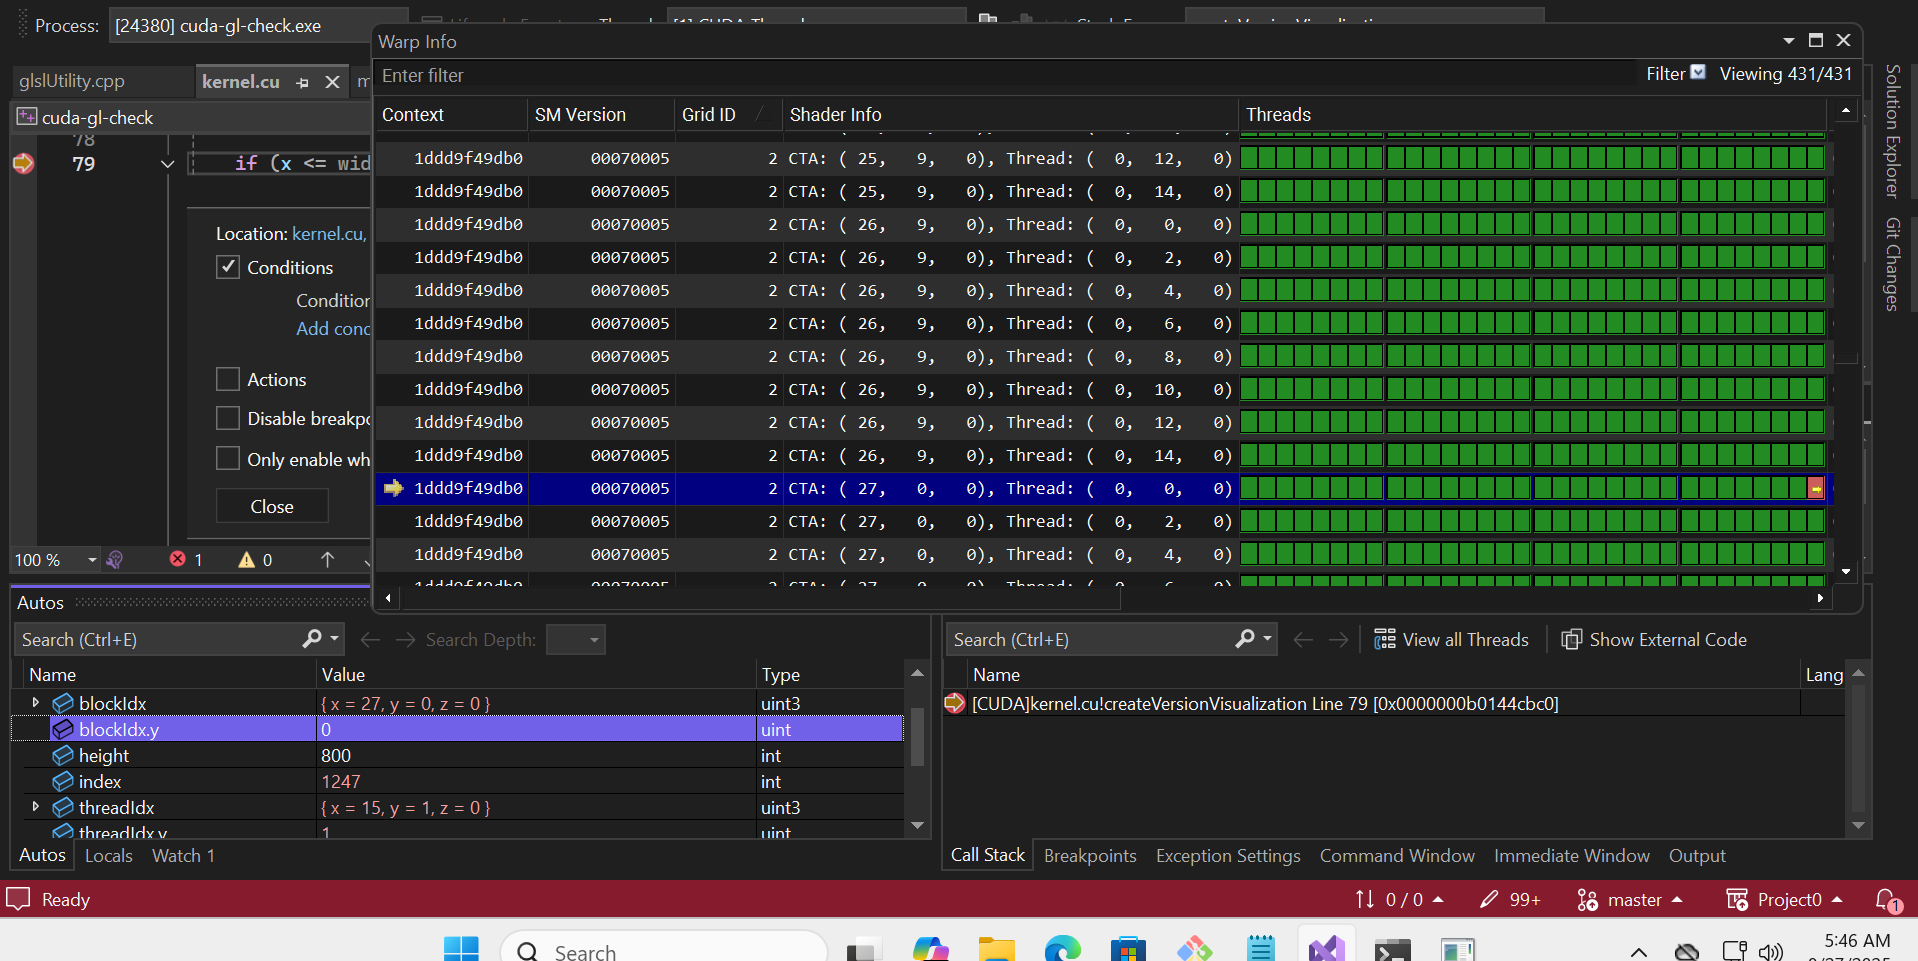 Process: [24380] cuda-gl-check.exe
Warp Info
Enter filter Filter Viewing 431/431
glslUtility.cpp kernel.cu m
cuda-gl-check
Context SM Version Grid ID Shader Info Threads
78
79 if (x <= wid
1ddd9f49db0 00070005 2 CTA: ( 25, 9, 0), Thread: ( 0, 12, 0)
1ddd9f49db0 00070005 2 CTA: ( 25, 9, 0), Thread: ( 0, 14, 0)
1ddd9f49db0 00070005 2 CTA: ( 26, 9, 0), Thread: ( 0, 0, 0)
1ddd9f49db0 00070005 2 CTA: ( 26, 9, 0), Thread: ( 0, 2, 0)
1ddd9f49db0 00070005 2 CTA: ( 26, 9, 0), Thread: ( 0, 4, 0)
1ddd9f49db0 00070005 2 CTA: ( 26, 9, 0), Thread: ( 0, 6, 0)
1ddd9f49db0 00070005 2 CTA: ( 26, 9, 0), Thread: ( 0, 8, 0)
1ddd9f49db0 00070005 2 CTA: ( 26, 9, 0), Thread: ( 0, 10, 0)
1ddd9f49db0 00070005 2 CTA: ( 26, 9, 0), Thread: ( 0, 12, 0)
1ddd9f49db0 00070005 2 CTA: ( 26, 9, 0), Thread: ( 0, 14, 0)
1ddd9f49db0 00070005 2 CTA: ( 27, 0, 0), Thread: ( 0, 0, 0)
1ddd9f49db0 00070005 2 CTA: ( 27, 0, 0), Thread: ( 0, 2, 0)
1ddd9f49db0 00070005 2 CTA: ( 27, 0, 0), Thread: ( 0, 4, 0)
1ddd9f49db0 00070005 2 CTA: ( 27, 0, 0), Thread: ( 0, 6, 0)
Location: kernel.cu,
Conditions
Condition
Add conc
Actions
Disable breakpo
Only enable wh
Close
100 % 1 0
Solution Explorer
Git Changes
Autos
Search (Ctrl+E) Search Depth:
Name Value Type
blockIdx { x = 27, y = 0, z = 0 } uint3
blockIdx.y 0 uint
height 800 int
index 1247 int
threadIdx { x = 15, y = 1, z = 0 } uint3
threadIdx.y 1 uint
Autos Locals Watch 1
Search (Ctrl+E) View all Threads Show External Code
Name Lang
[CUDA]kernel.cu!createVersionVisualization Line 79 [0x0000000b0144cbc0]
Call Stack Breakpoints Exception Settings Command Window Immediate Window Output
Ready 0 / 0 99+ master Project0 1
Search
5:46 AM